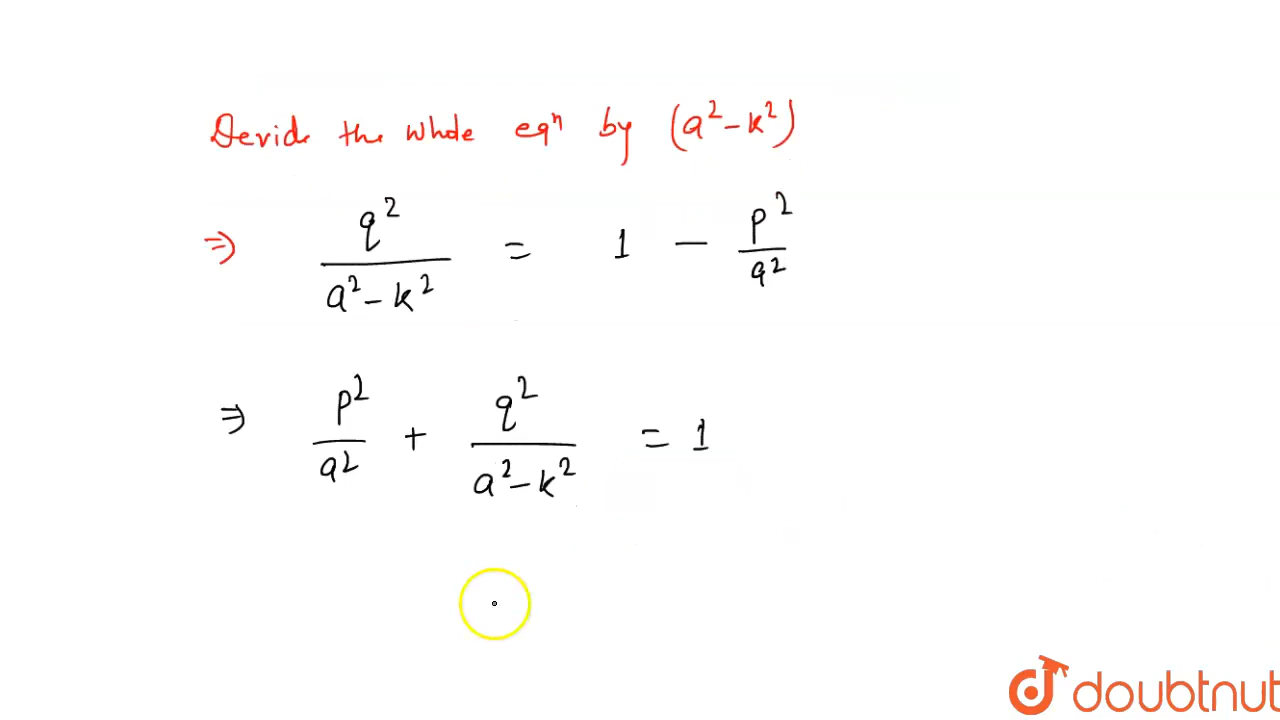 Devide the whole eqⁿ by (a² - k²)
⇒ q²/(a² - k²) = 1 - p²/a²
⇒ p²/a² + q²/(a² - k²) = 1
doubtnut